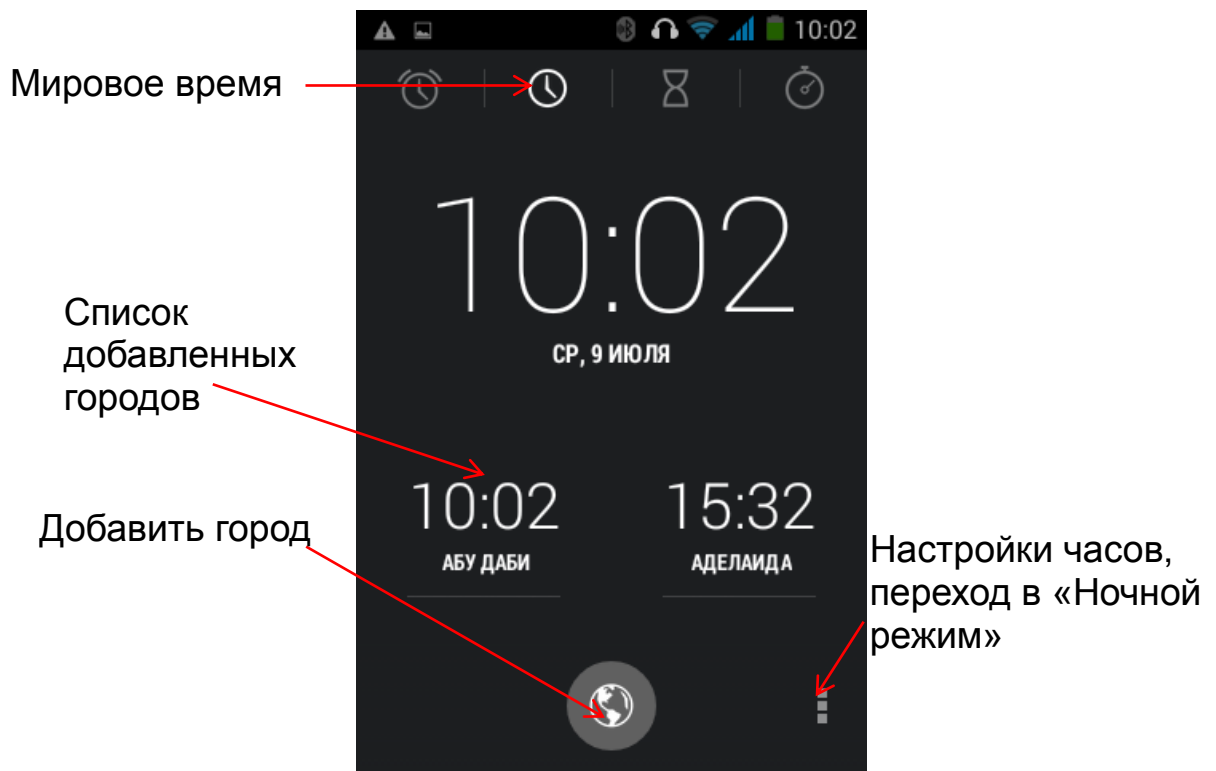 10:02
Мировое время
10:02
СР, 9 ИЮЛЯ
Список
добавленных
городов
10:02
15:32
АБУ ДАБИ
АДЕЛАИДА
Добавить город
Настройки часов,
переход в «Ночной
режим»